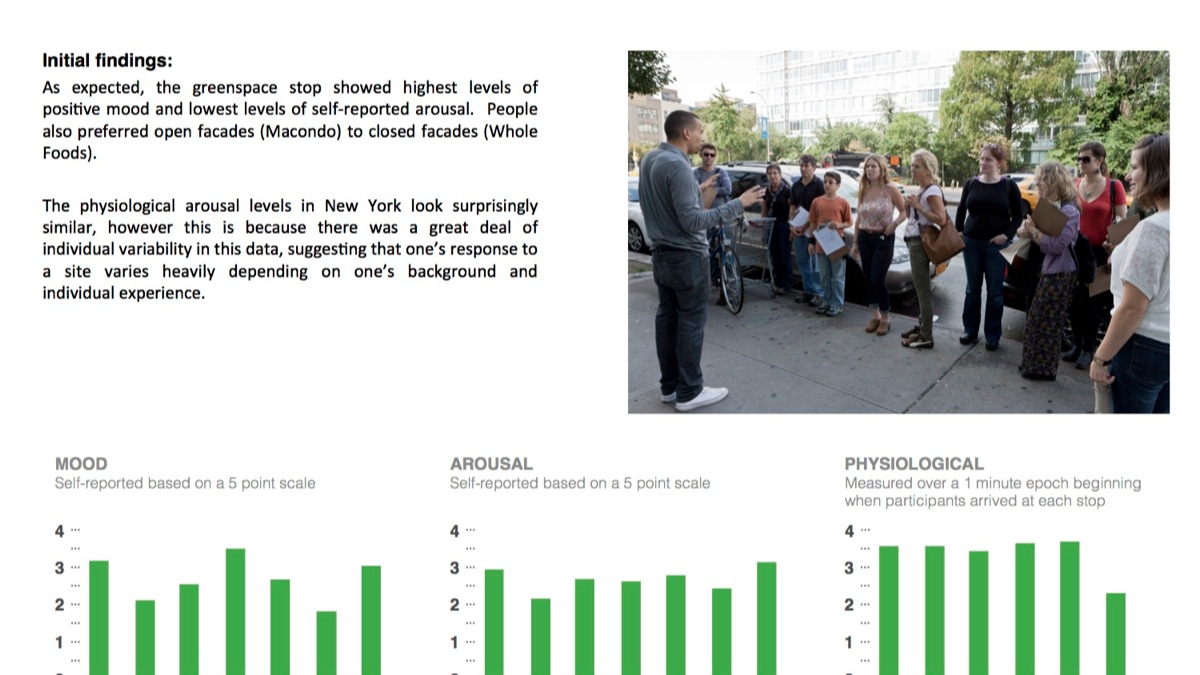 Initial findings:
As expected, the greenspace stop showed highest levels of
positive mood and lowest levels of self-reported arousal. People
also preferred open facades (Macondo) to closed facades (Whole
Foods).
The physiological arousal levels in New York look surprisingly
similar, however this is because there was a great deal of
individual variability in this data, suggesting that one’s response to
a site varies heavily depending on one’s background and
individual experience.
MOOD
Self-reported based on a 5 point scale
4
3
2
1
AROUSAL
Self-reported based on a 5 point scale
4
3
2
1
PHYSIOLOGICAL
Measured over a 1 minute epoch beginning
when participants arrived at each stop
4
3
2
1